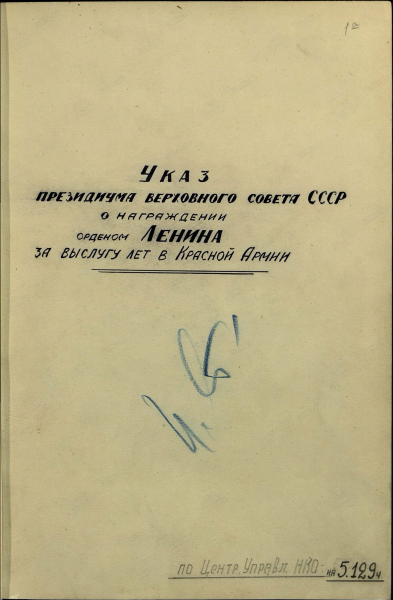 Указ
президиума верховного совета СССР
о награждении
орденом Ленина
за выслугу лет в Красной Армии
по Центр. Управл. НКО: на 5.129 ч